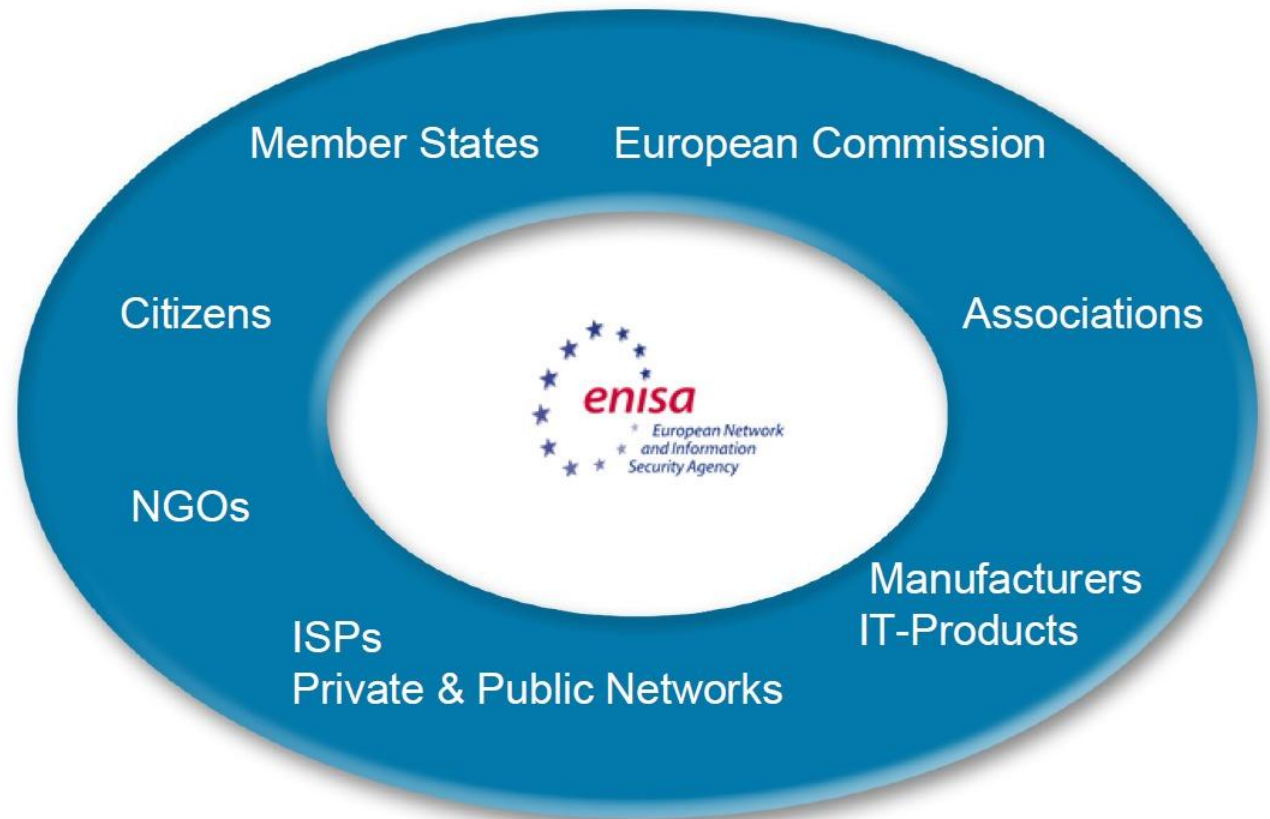 Member States
European Commission
Citizens
Associations
enisa
European Network
and Information
Security Agency
NGOs
Manufacturers
IT-Products
ISPs
Private & Public Networks